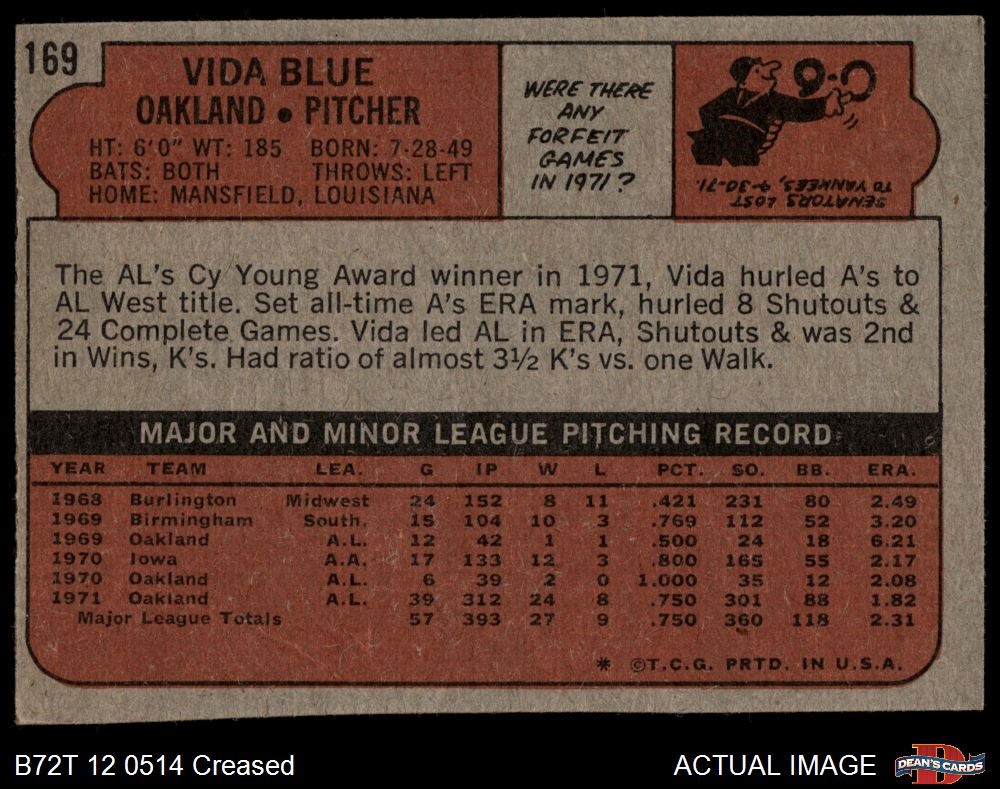 169
VIDA BLUE
OAKLAND • PITCHER
HT: 6'0" WT: 185 BORN: 7-28-49
BATS: BOTH THROWS: LEFT
HOME: MANSFIELD, LOUISIANA
WERE THERE
ANY
FORFEIT
GAMES
IN 1971?
9-0
SENATORS LOST
TO YANKEES, 9-30-71.
The AL's Cy Young Award winner in 1971, Vida hurled A's to
AL West title. Set all-time A's ERA mark, hurled 8 Shutouts &
24 Complete Games. Vida led AL in ERA, Shutouts & was 2nd
in Wins, K's. Had ratio of almost 3½ K's vs. one Walk.
MAJOR AND MINOR LEAGUE PITCHING RECORD
YEAR TEAM LEA. G IP W L PCT. SO. BB. ERA.
1968 Burlington Midwest 24 152 8 11 .421 231 80 2.49
1969 Birmingham South. 15 104 10 3 .769 112 52 3.20
1969 Oakland A.L. 12 42 1 1 .500 24 18 6.21
1970 Iowa A.A. 17 133 12 3 .800 165 55 2.17
1970 Oakland A.L. 6 39 2 0 1.000 35 12 2.08
1971 Oakland A.L. 39 312 24 8 .750 301 88 1.82
Major League Totals 57 393 27 9 .750 360 118 2.31
* ©T.C.G. PRTD. IN U.S.A.
B72T 12 0514 Creased
ACTUAL IMAGE
D
DEAN'S CARDS